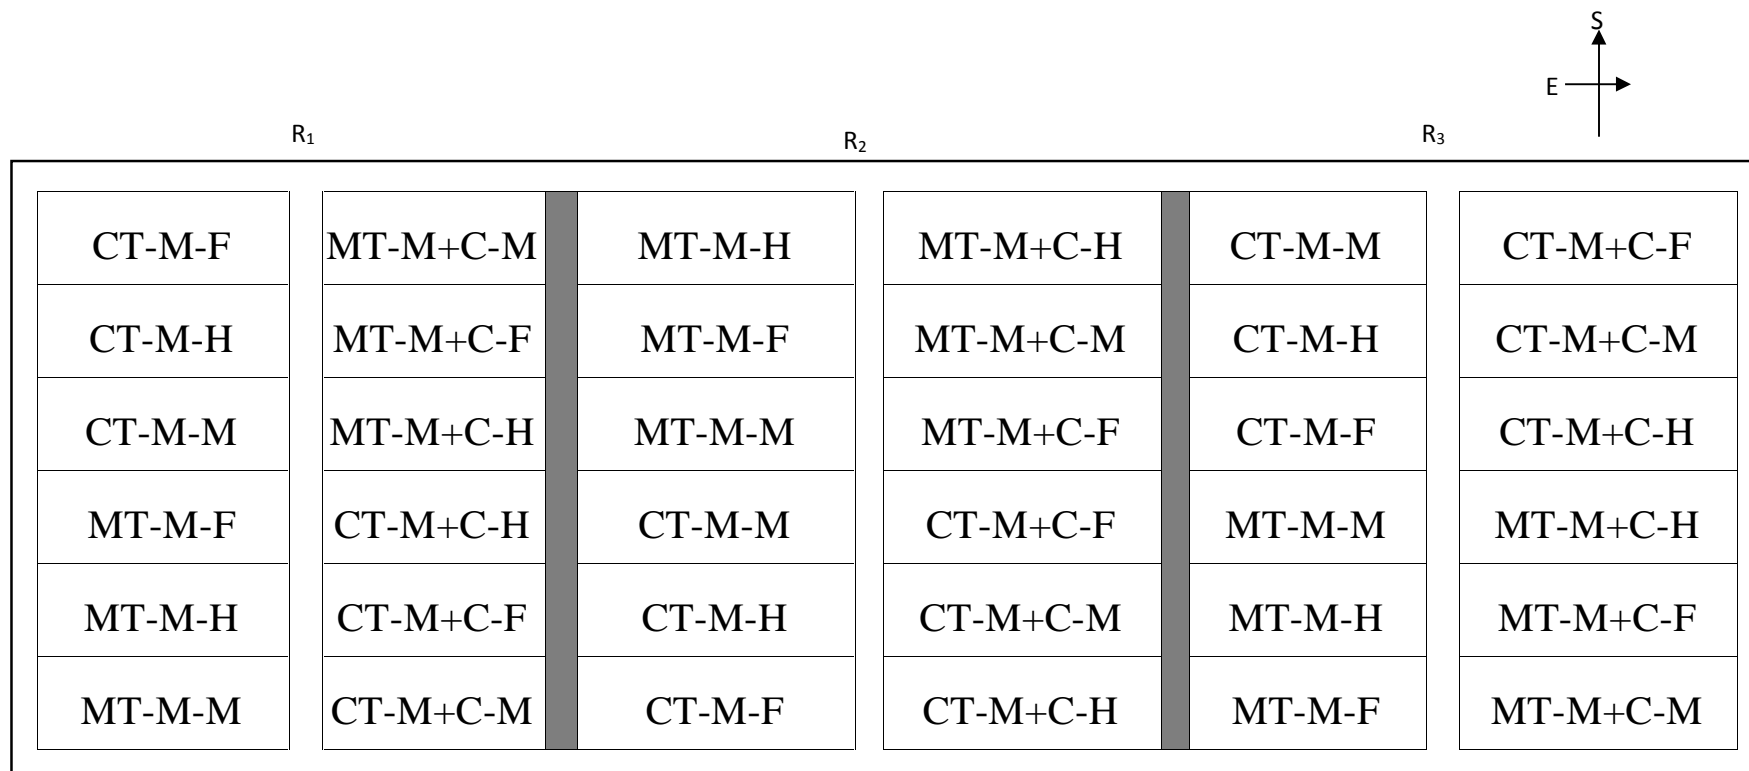 S
E
R₁ R₂ R₃
CT-M-F MT-M+C-M MT-M-H MT-M+C-H CT-M-M CT-M+C-F
CT-M-H MT-M+C-F MT-M-F MT-M+C-M CT-M-H CT-M+C-M
CT-M-M MT-M+C-H MT-M-M MT-M+C-F CT-M-F CT-M+C-H
MT-M-F CT-M+C-H CT-M-M CT-M+C-F MT-M-M MT-M+C-H
MT-M-H CT-M+C-F CT-M-H CT-M+C-M MT-M-H MT-M+C-F
MT-M-M CT-M+C-M CT-M-F CT-M+C-H MT-M-F MT-M+C-M